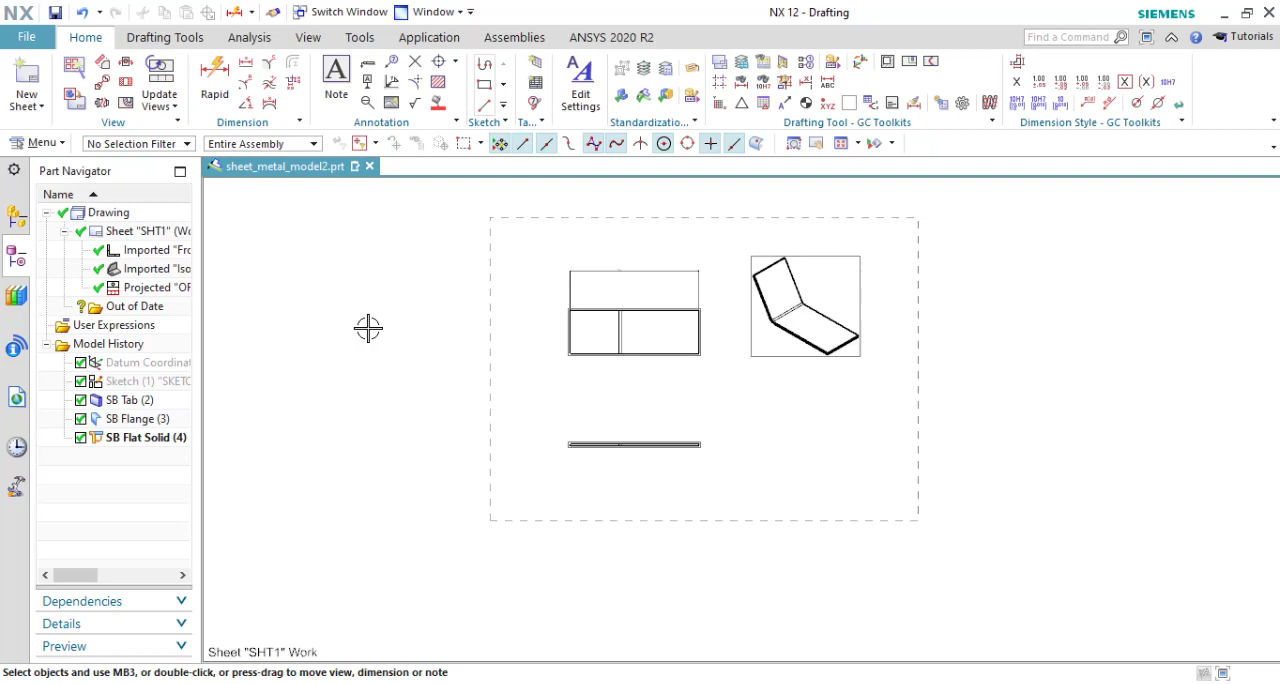 NX Switch Window Window NX 12 - Drafting SIEMENS
File Home Drafting Tools Analysis View Tools Application Assemblies ANSYS 2020 R2 Find a Command Tutorials
New Sheet Update Views Rapid Note Edit Settings
View Dimension Annotation Sketch Ta... Standardizatio... Drafting Tool - GC Toolkits Dimension Style - GC Toolkits
Menu No Selection Filter Entire Assembly
Part Navigator sheet_metal_model2.prt
Name
Drawing
Sheet "SHT1" (Wo
Imported "Fro
Imported "Iso
Projected "OR
Out of Date
User Expressions
Model History
Datum Coordinat
Sketch (1) "SKETC
SB Tab (2)
SB Flange (3)
SB Flat Solid (4)
Dependencies
Details
Preview
Sheet "SHT1" Work
Select objects and use MB3, or double-click, or press-drag to move view, dimension or note